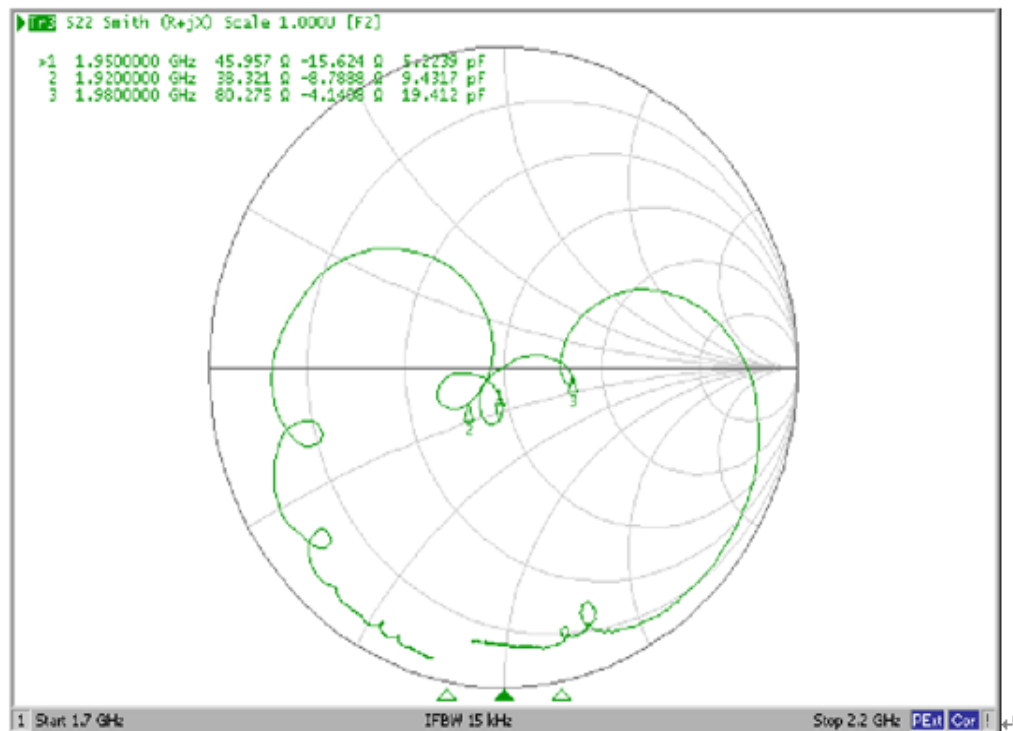 Tr3 S22 Smith (R+jX) Scale 1.000U [F2]
>1 1.9500000 GHz 45.957 Ω -15.624 Ω 5.2239 pF
2 1.9200000 GHz 38.321 Ω -8.7888 Ω 9.4317 pF
3 1.9800000 GHz 80.275 Ω -4.1408 Ω 19.412 pF
1
2
3
1 Start 1.7 GHz IFBW 15 kHz Stop 2.2 GHz PExt Cor !